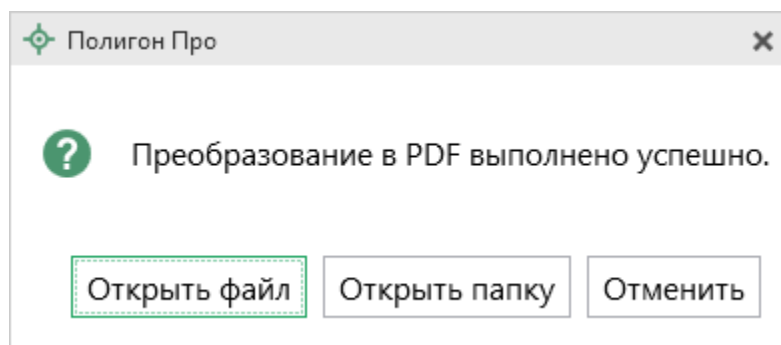 Полигон Про
Преобразование в PDF выполнено успешно.
Открыть файл
Открыть папку
Отменить